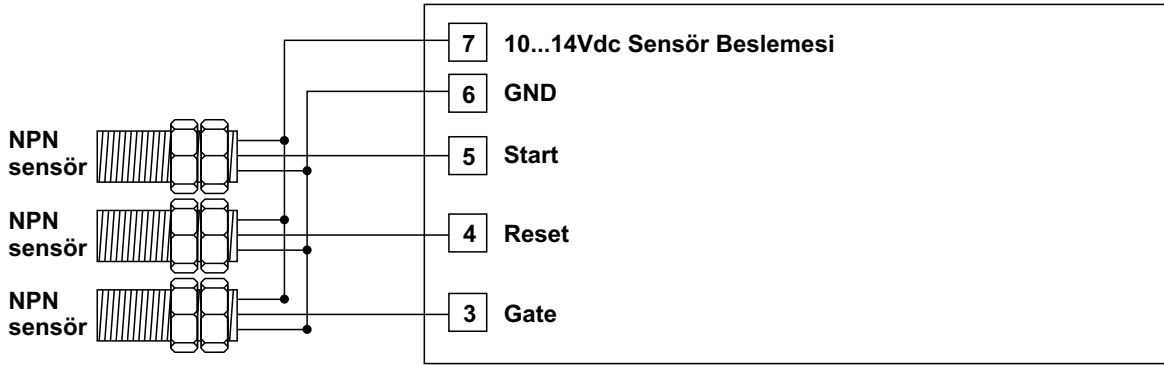 7 10...14Vdc Sensör Beslemesi
6 GND
NPN
sensör
5 Start
NPN
sensör
4 Reset
NPN
sensör
3 Gate